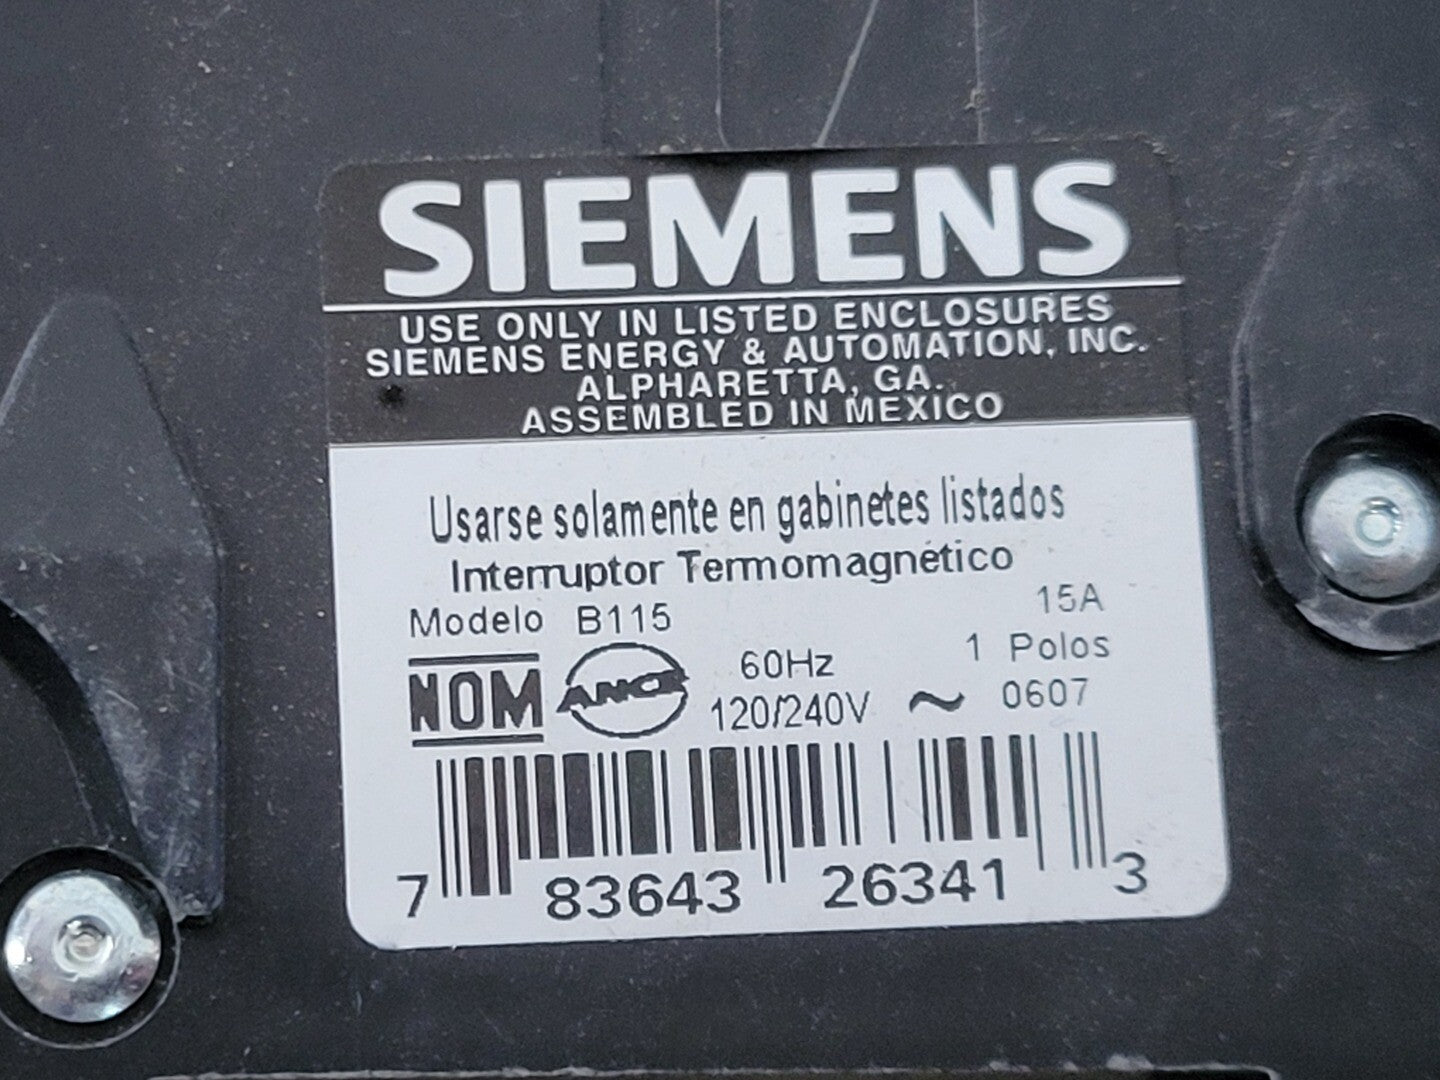 SIEMENS
USE ONLY IN LISTED ENCLOSURES
SIEMENS ENERGY & AUTOMATION, INC.
ALPHARETTA, GA.
ASSEMBLED IN MEXICO
Usarse solamente en gabinetes listados
Interruptor Termomagnético
Modelo B115 15A
NOM ANCE 60Hz 1 Polos
120/240V ~ 0607
7 83643 26341 3